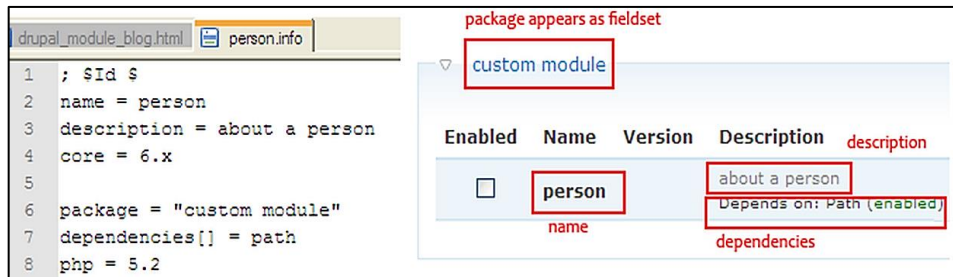 drupal_module_blog.html person.info
1 ; $Id $
2 name = person
3 description = about a person
4 core = 6.x
5
6 package = "custom module"
7 dependencies[] = path
8 php = 5.2
package appears as fieldset
custom module
Enabled Name Version Description description
person about a person
Depends on: Path (enabled)
name dependencies